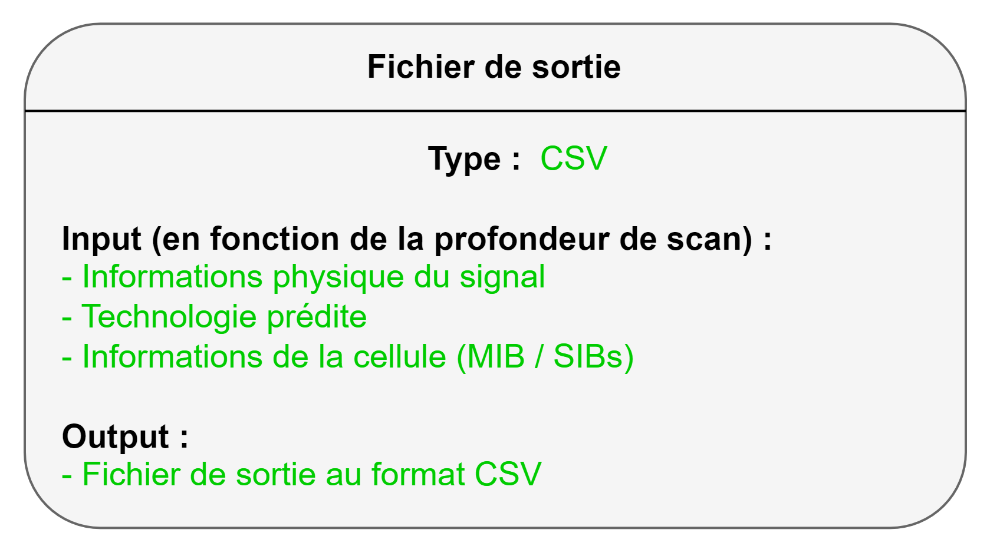 Fichier de sortie
Type : CSV
Input (en fonction de la profondeur de scan) :
- Informations physique du signal
- Technologie prédite
- Informations de la cellule (MIB / SIBs)
Output :
- Fichier de sortie au format CSV